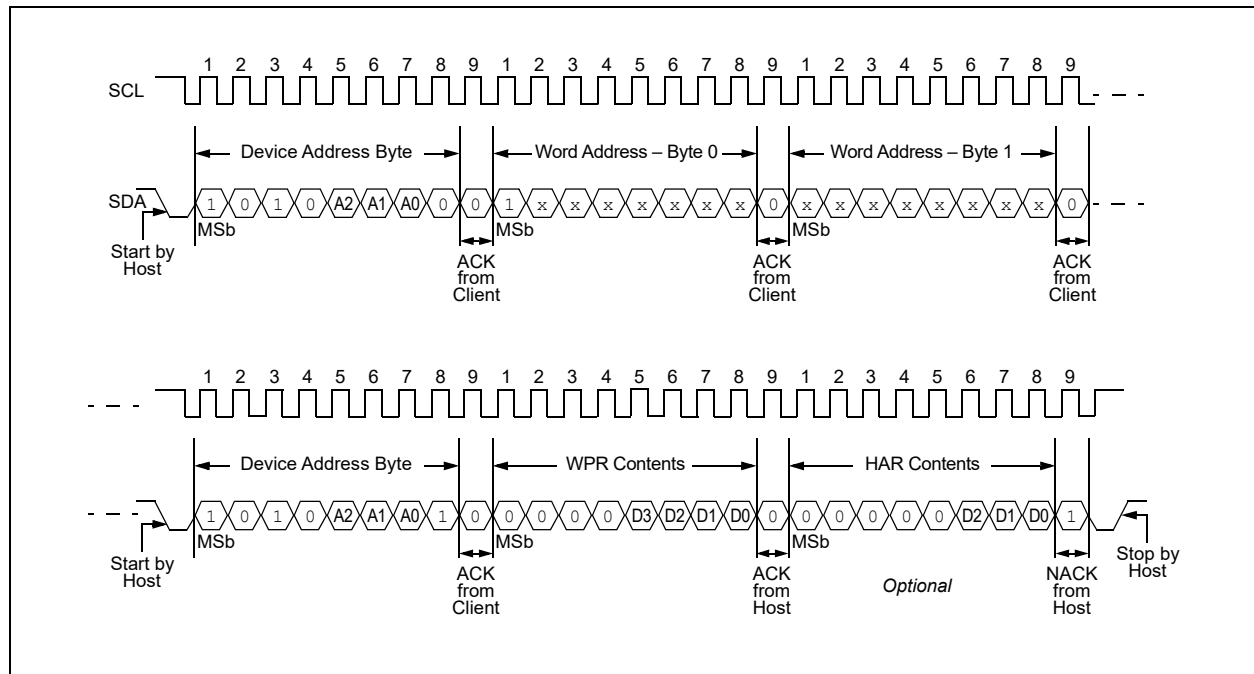 1 2 3 4 5 6 7 8 9 1 2 3 4 5 6 7 8 9 1 2 3 4 5 6 7 8 9
SCL
Device Address Byte Word Address – Byte 0 Word Address – Byte 1
SDA 1 0 1 0 A2 A1 A0 0 0 1 x x x x x x x 0 x x x x x x x x 0
MSb MSb MSb
Start by
Host
ACK
from
Client
ACK
from
Client
ACK
from
Client
1 2 3 4 5 6 7 8 9 1 2 3 4 5 6 7 8 9 1 2 3 4 5 6 7 8 9
Device Address Byte WPR Contents HAR Contents
1 0 1 0 A2 A1 A0 1 0 0 0 0 0 D3 D2 D1 D0 0 0 0 0 0 0 D2 D1 D0 1
MSb MSb MSb
Start by
Host
ACK
from
Client
ACK
from
Host
Optional
NACK
from
Host
Stop by
Host